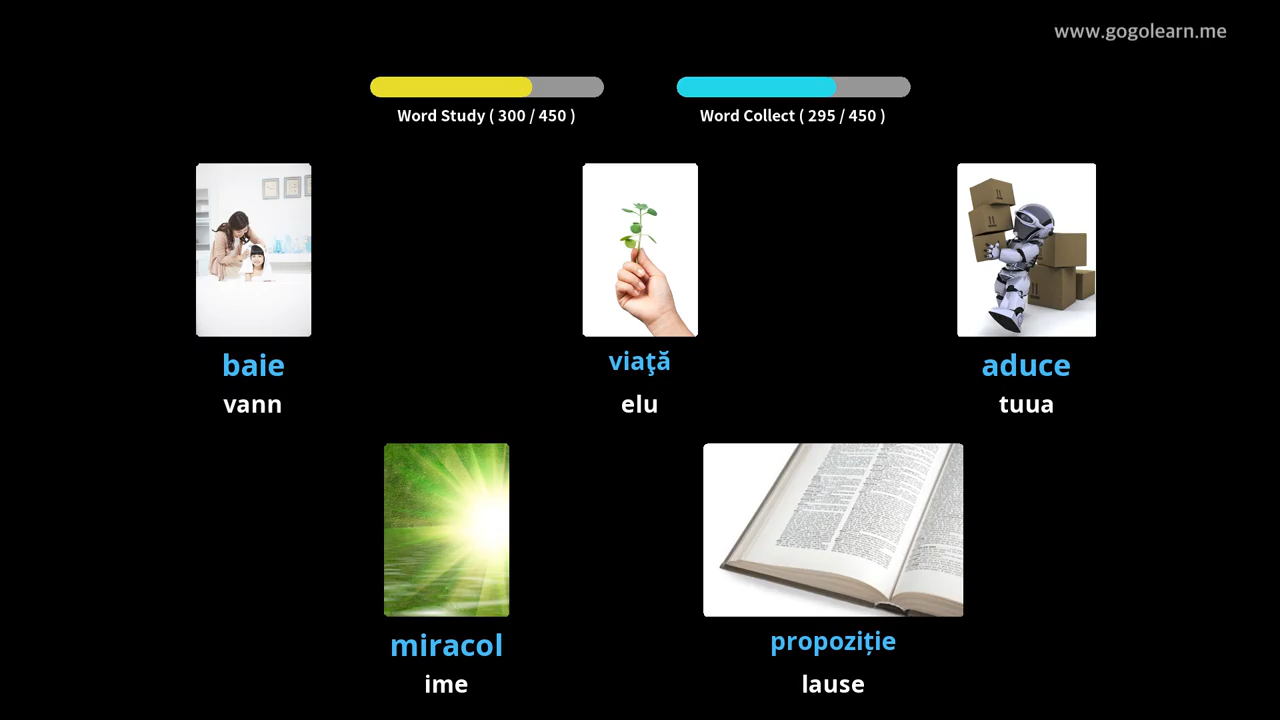 www.gogolearn.me
Word Study ( 300 / 450 )
Word Collect ( 295 / 450 )
baie
vann
viaţă
elu
aduce
tuua
miracol
ime
propoziție
lause